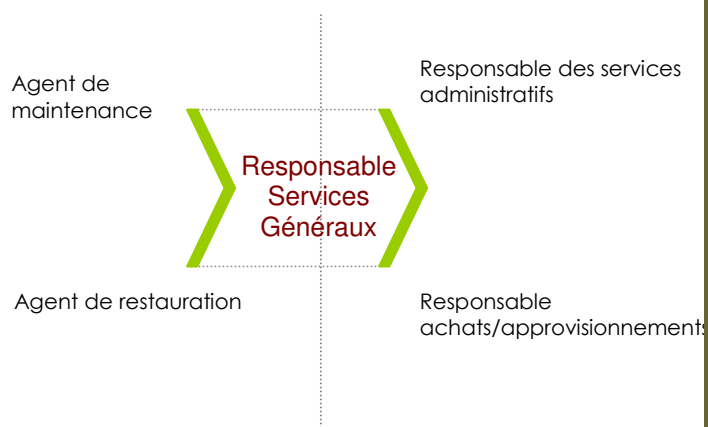 Agent de
maintenance
Responsable
Services
Généraux
Agent de restauration
Responsable des services
administratifs
Responsable
achats/approvisionnements